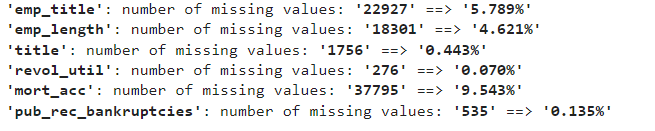 'emp_title': number of missing values: '22927' ==> '5.789%'
'emp_length': number of missing values: '18301' ==> '4.621%'
'title': number of missing values: '1756' ==> '0.443%'
'revol_util': number of missing values: '276' ==> '0.070%'
'mort_acc': number of missing values: '37795' ==> '9.543%'
'pub_rec_bankruptcies': number of missing values: '535' ==> '0.135%'